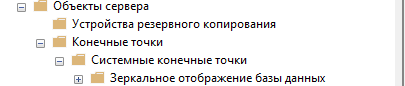 Объекты сервера
Устройства резервного копирования
Конечные точки
Системные конечные точки
Зеркальное отображение базы данных